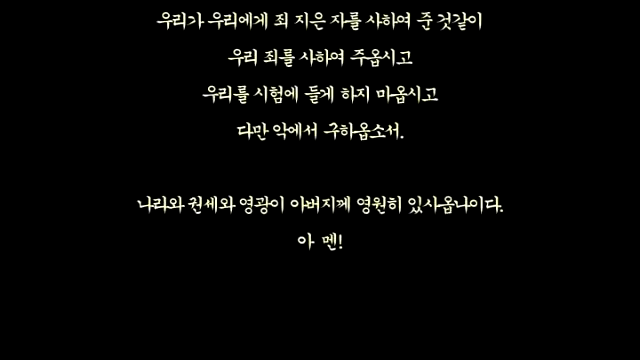 우리가 우리에게 죄 지은 자를 사하여 준 것같이
우리 죄를 사하여 주옵시고
우리를 시험에 들게 하지 마옵시고
다만 악에서 구하옵소서.
나라와 권세와 영광이 아버지께 영원히 있사옵나이다.
아 멘!